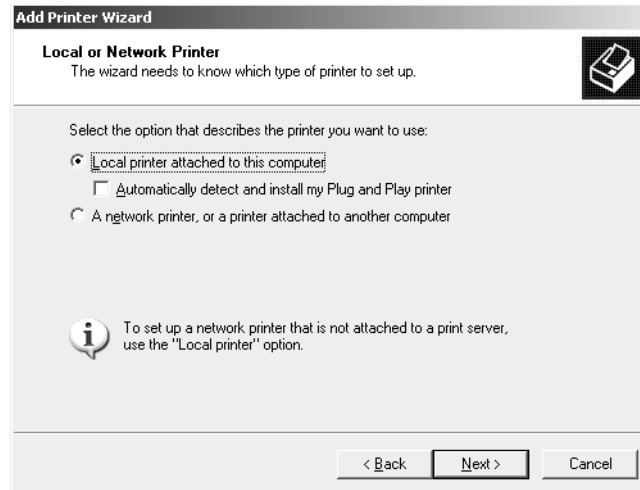 Add Printer Wizard
Local or Network Printer
The wizard needs to know which type of printer to set up.
Select the option that describes the printer you want to use:
Local printer attached to this computer
Automatically detect and install my Plug and Play printer
A network printer, or a printer attached to another computer
To set up a network printer that is not attached to a print server,
use the "Local printer" option.
< Back
Next >
Cancel